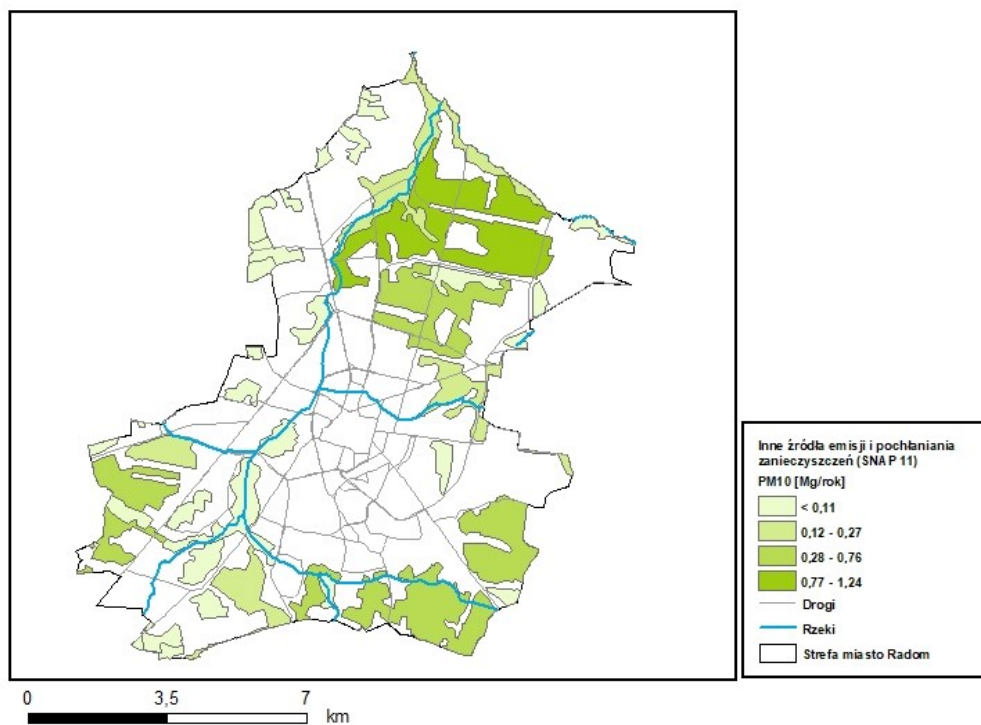 Inne źródła emisji i pochłaniania
zanieczyszczeń (SNAP 11)
PM10 [Mg/rok]
< 0,11
0,12 - 0,27
0,28 - 0,76
0,77 - 1,24
Drogi
Rzeki
Strefa miasto Radom
0 3,5 7
km